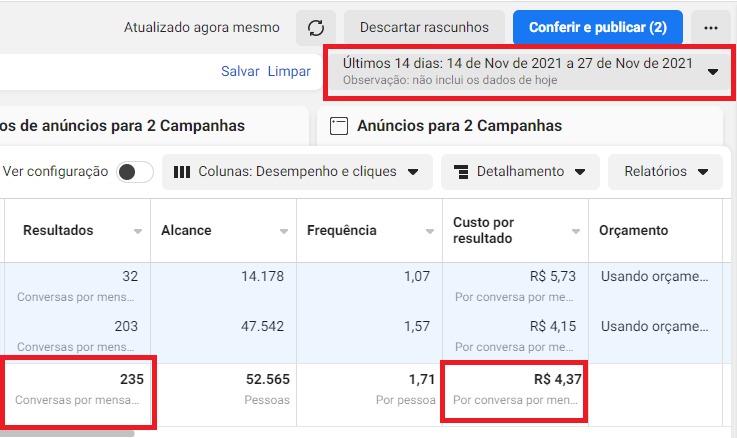 Atualizado agora mesmo
Descartar rascunhos
Conferir e publicar (2)
Salvar Limpar
Últimos 14 dias: 14 de Nov de 2021 a 27 de Nov de 2021
Observação: não inclui os dados de hoje
os de anúncios para 2 Campanhas
Anúncios para 2 Campanhas
Ver configuração
Colunas: Desempenho e cliques
Detalhamento
Relatórios
Resultados
Alcance
Frequência
Custo por
resultado
Orçamento
32
Conversas por mens...
14.178
1,07
R$ 5,73
Por conversa por me...
Usando orçame...
203
Conversas por mens...
47.542
1,57
R$ 4,15
Por conversa por me...
Usando orçame...
235
Conversas por mensa...
52.565
Pessoas
1,71
Por pessoa
R$ 4,37
Por conversa por men...